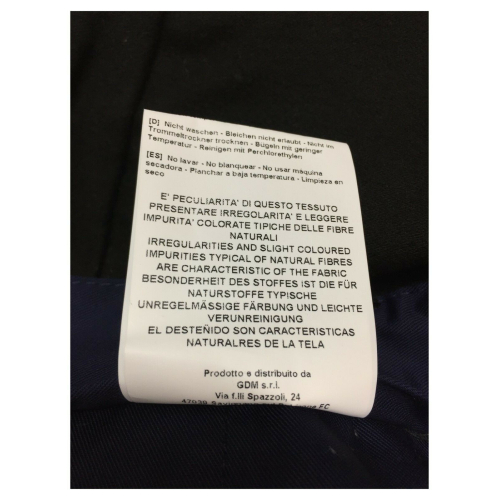 [D] Nicht waschen - Bleichen nicht erlaubt - Nicht im
Trommeltrockner trocknen - Bügeln mit geringer
Temperatur - Reinigen mit Perchlorethylen
[ES] No lavar - No blanquear - No usar máquina
secadora - Planchar a baja temperatura - Limpieza en
seco
E' PECULIARITA' DI QUESTO TESSUTO
PRESENTARE IRREGOLARITA' E LEGGERE
IMPURITA' COLORATE TIPICHE DELLE FIBRE
NATURALI
IRREGULARITIES AND SLIGHT COLOURED
IMPURITIES TYPICAL OF NATURAL FIBRES
ARE CHARACTERISTIC OF THE FABRIC
BESONDERHEIT DES STOFFES IST DIE FÜR
NATURSTOFFE TYPISCHE
UNREGELMÄSSIGE FÄRBUNG UND LEICHTE
VERUNREINIGUNG
EL DESTEÑIDO SON CARACTERISTICAS
NATURALRES DE LA TELA
Prodotto e distribuito da
GDM s.r.l.
Via f.lli Spazzoli, 24
FC